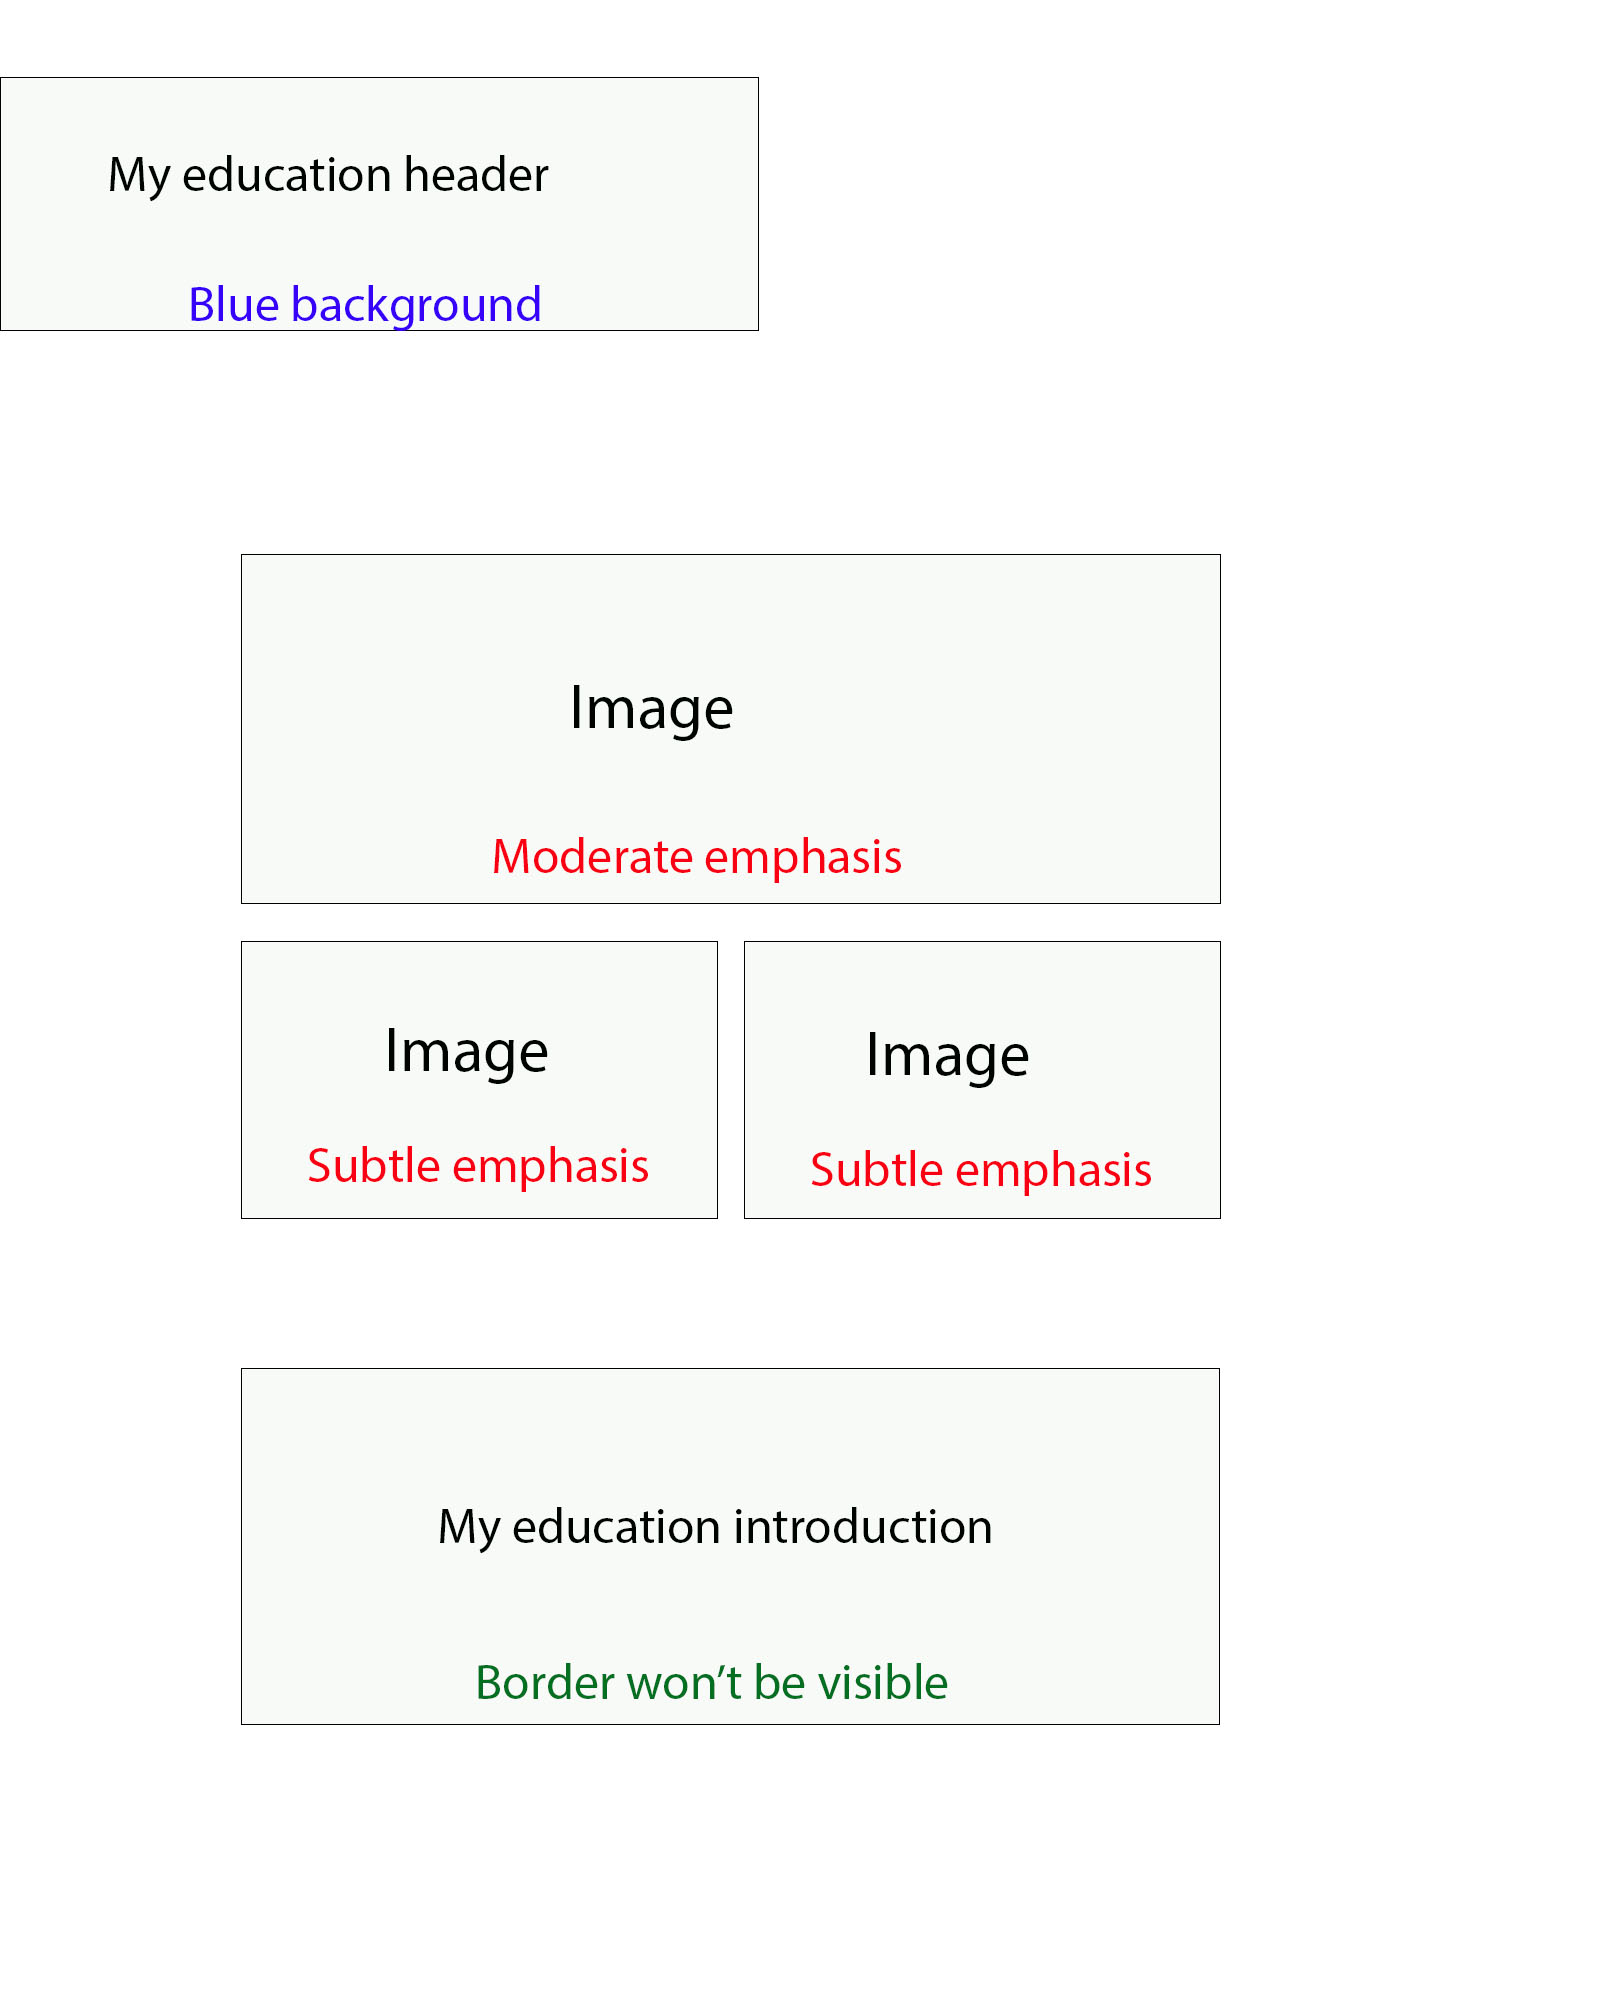 My education header
Blue background
Image
Moderate emphasis
Image
Subtle emphasis
Image
Subtle emphasis
My education introduction
Border won’t be visible